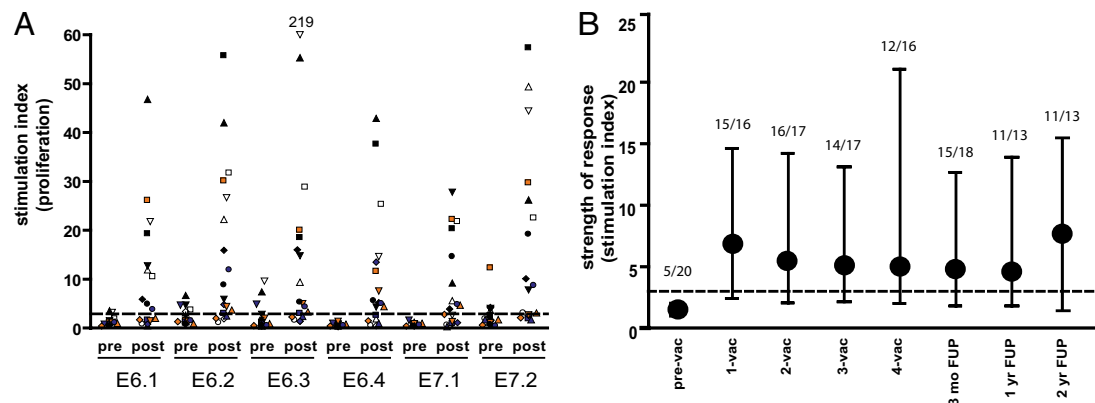 A
B
219
60
50
40
30
20
10
0
stimulation index
(proliferation)
pre post pre post pre post pre post pre post pre post
E6.1 E6.2 E6.3 E6.4 E7.1 E7.2
25
20
15
10
5
0
strength of response
(stimulation index)
5/20
15/16
16/17
14/17
12/16
15/18
11/13
11/13
pre-vac
1-vac
2-vac
3-vac
4-vac
mo FUP
1 yr FUP
2 yr FUP